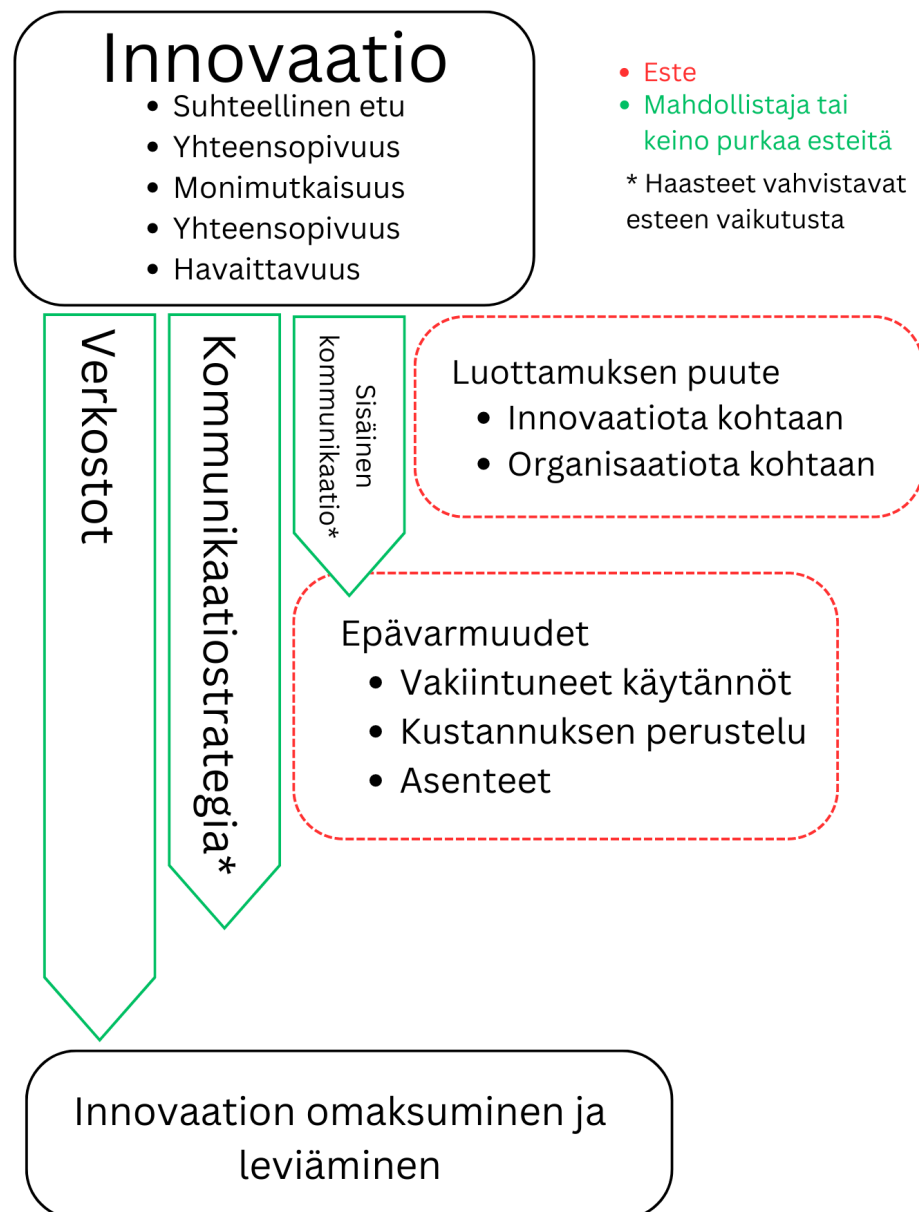 Innovaatio
• Suhteellinen etu
• Yhteensopivuus
• Monimutkaisuus
• Yhteensopivuus
• Havaittavuus
• Este
• Mahdollistaja tai
keino purkaa esteitä
* Haasteet vahvistavat
esteen vaikutusta
Verkostot
Kommunikaatiostrategia*
Sisäinen
kommunikaatio*
Luottamuksen puute
• Innovaatiota kohtaan
• Organisaatiota kohtaan
Epävarmuudet
• Vakiintuneet käytännöt
• Kustannuksen perustelu
• Asenteet
Innovaation omaksuminen ja
leviäminen